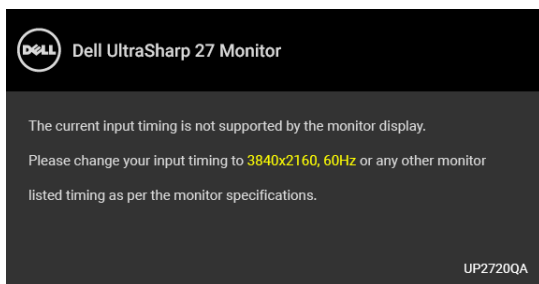 DELL Dell UltraSharp 27 Monitor
The current input timing is not supported by the monitor display.
Please change your input timing to 3840x2160, 60Hz or any other monitor
listed timing as per the monitor specifications.
UP2720QA